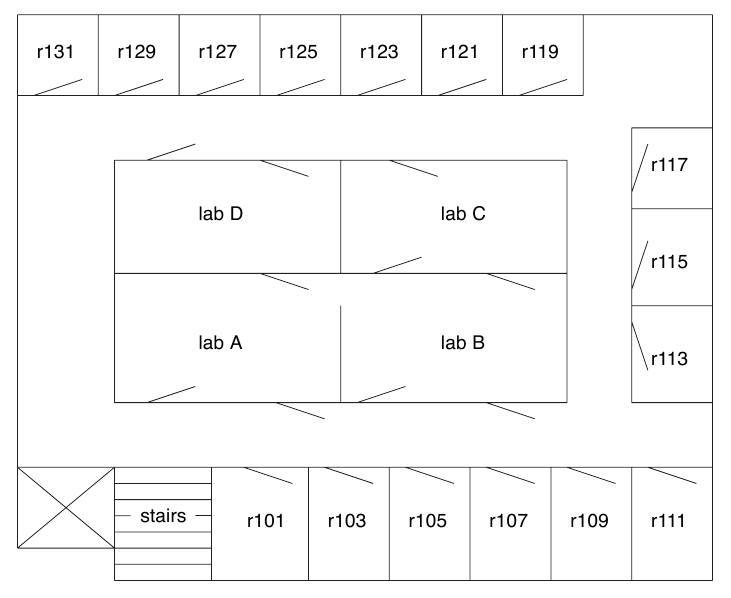 r131 r129 r127 r125 r123 r121 r119
r117
lab D lab C
r115
lab A lab B
r113
stairs r101 r103 r105 r107 r109 r111